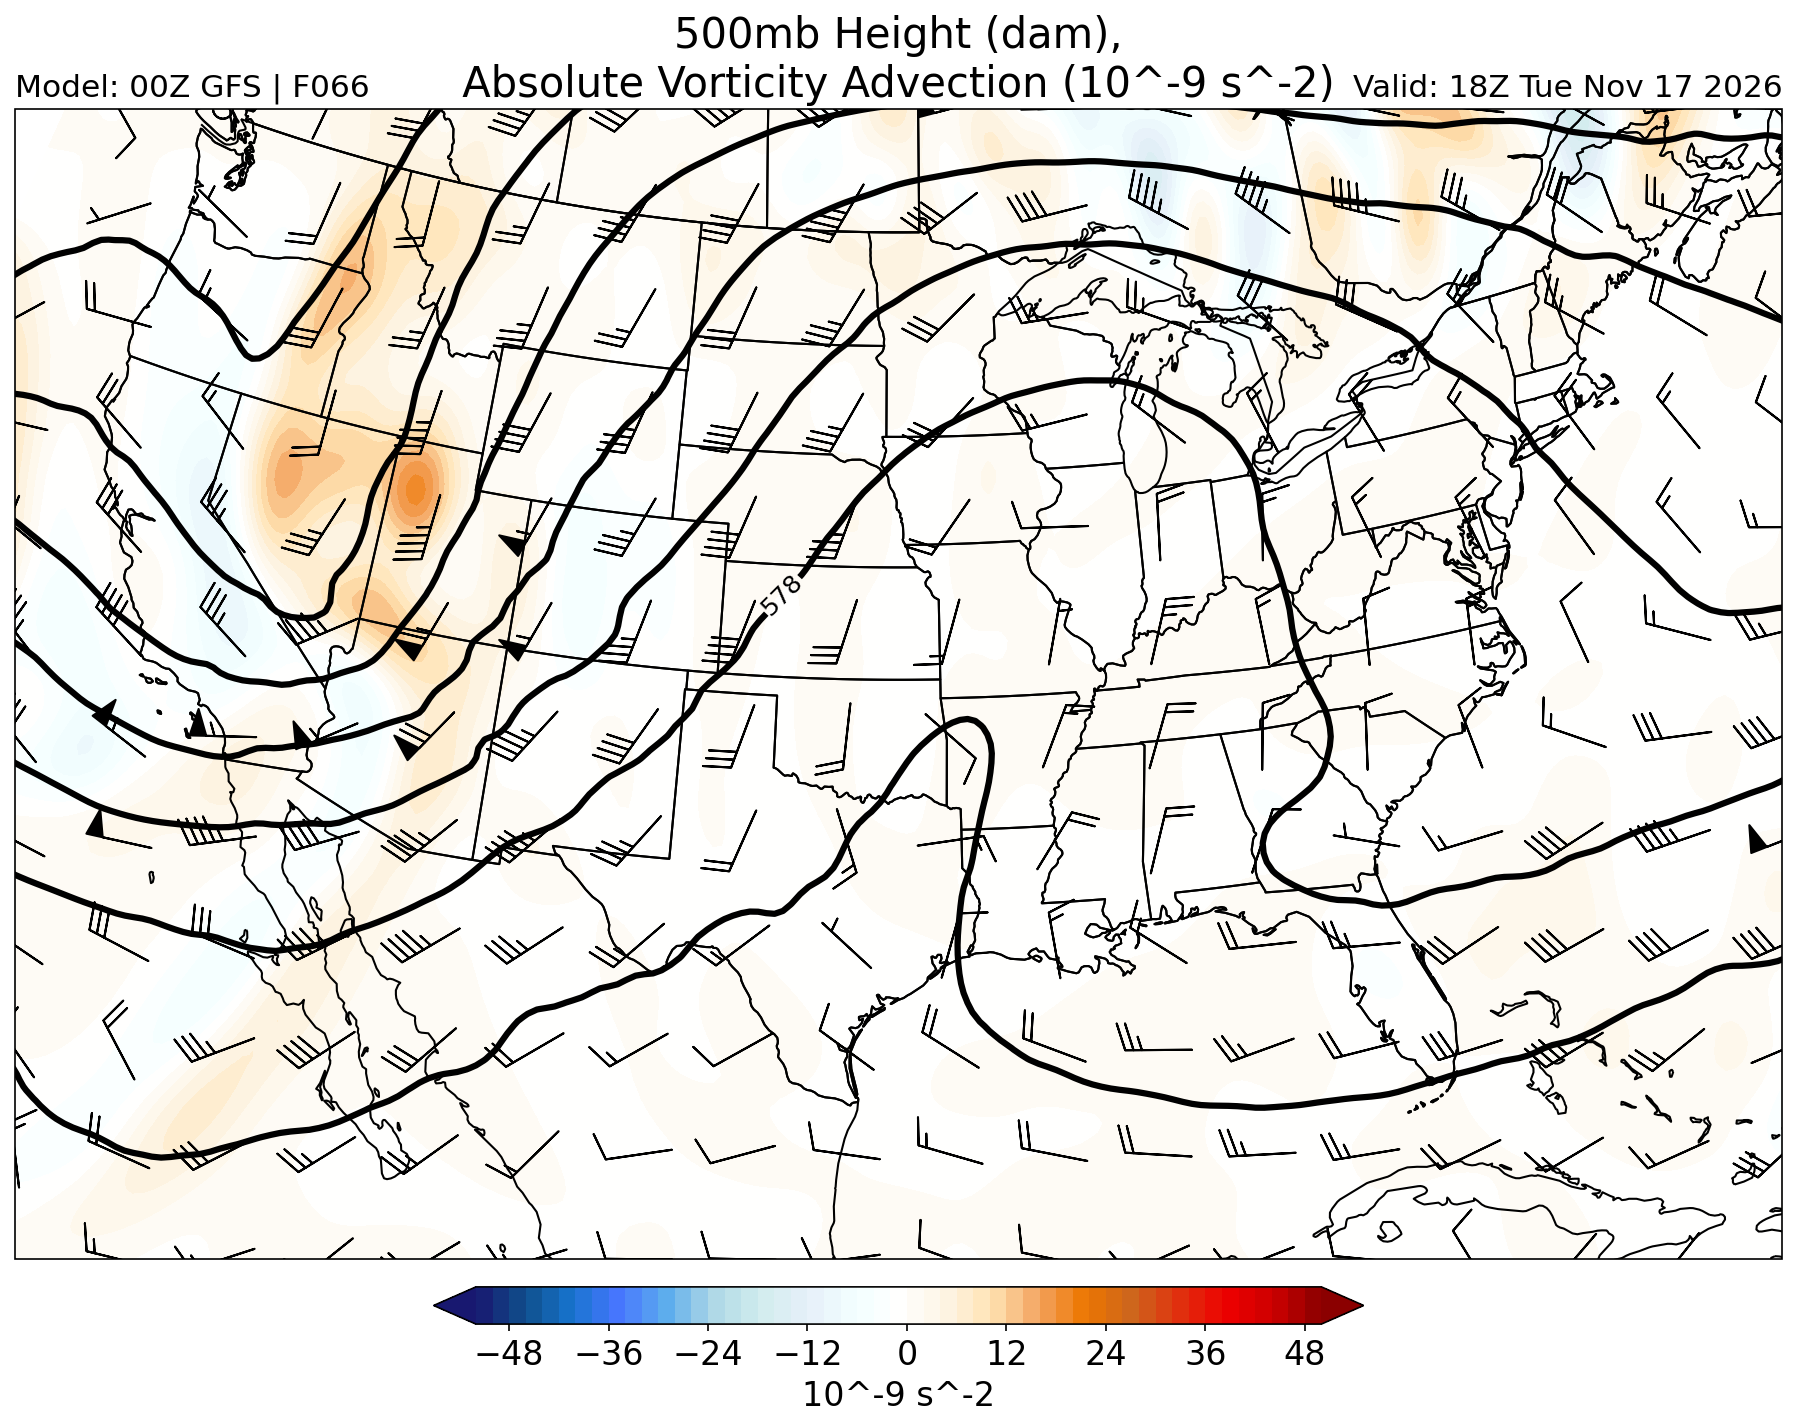 500mb Height (dam),
Model: 00Z GFS | F066
Absolute Vorticity Advection (10^-9 s^-2)
Valid: 18Z Tue Nov 17 2026
578
−48 −36 −24 −12 0 12 24 36 48
10^-9 s^-2